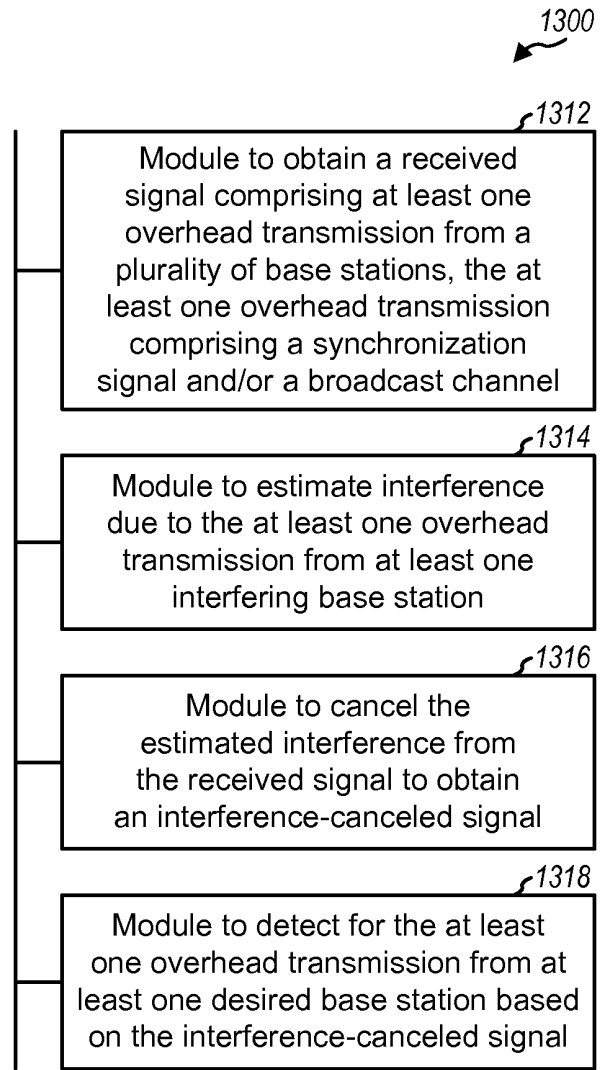 1300
1312
Module to obtain a received
signal comprising at least one
overhead transmission from a
plurality of base stations, the at
least one overhead transmission
comprising a synchronization
signal and/or a broadcast channel
1314
Module to estimate interference
due to the at least one overhead
transmission from at least one
interfering base station
1316
Module to cancel the
estimated interference from
the received signal to obtain
an interference-canceled signal
1318
Module to detect for the at least
one overhead transmission from at
least one desired base station based
on the interference-canceled signal